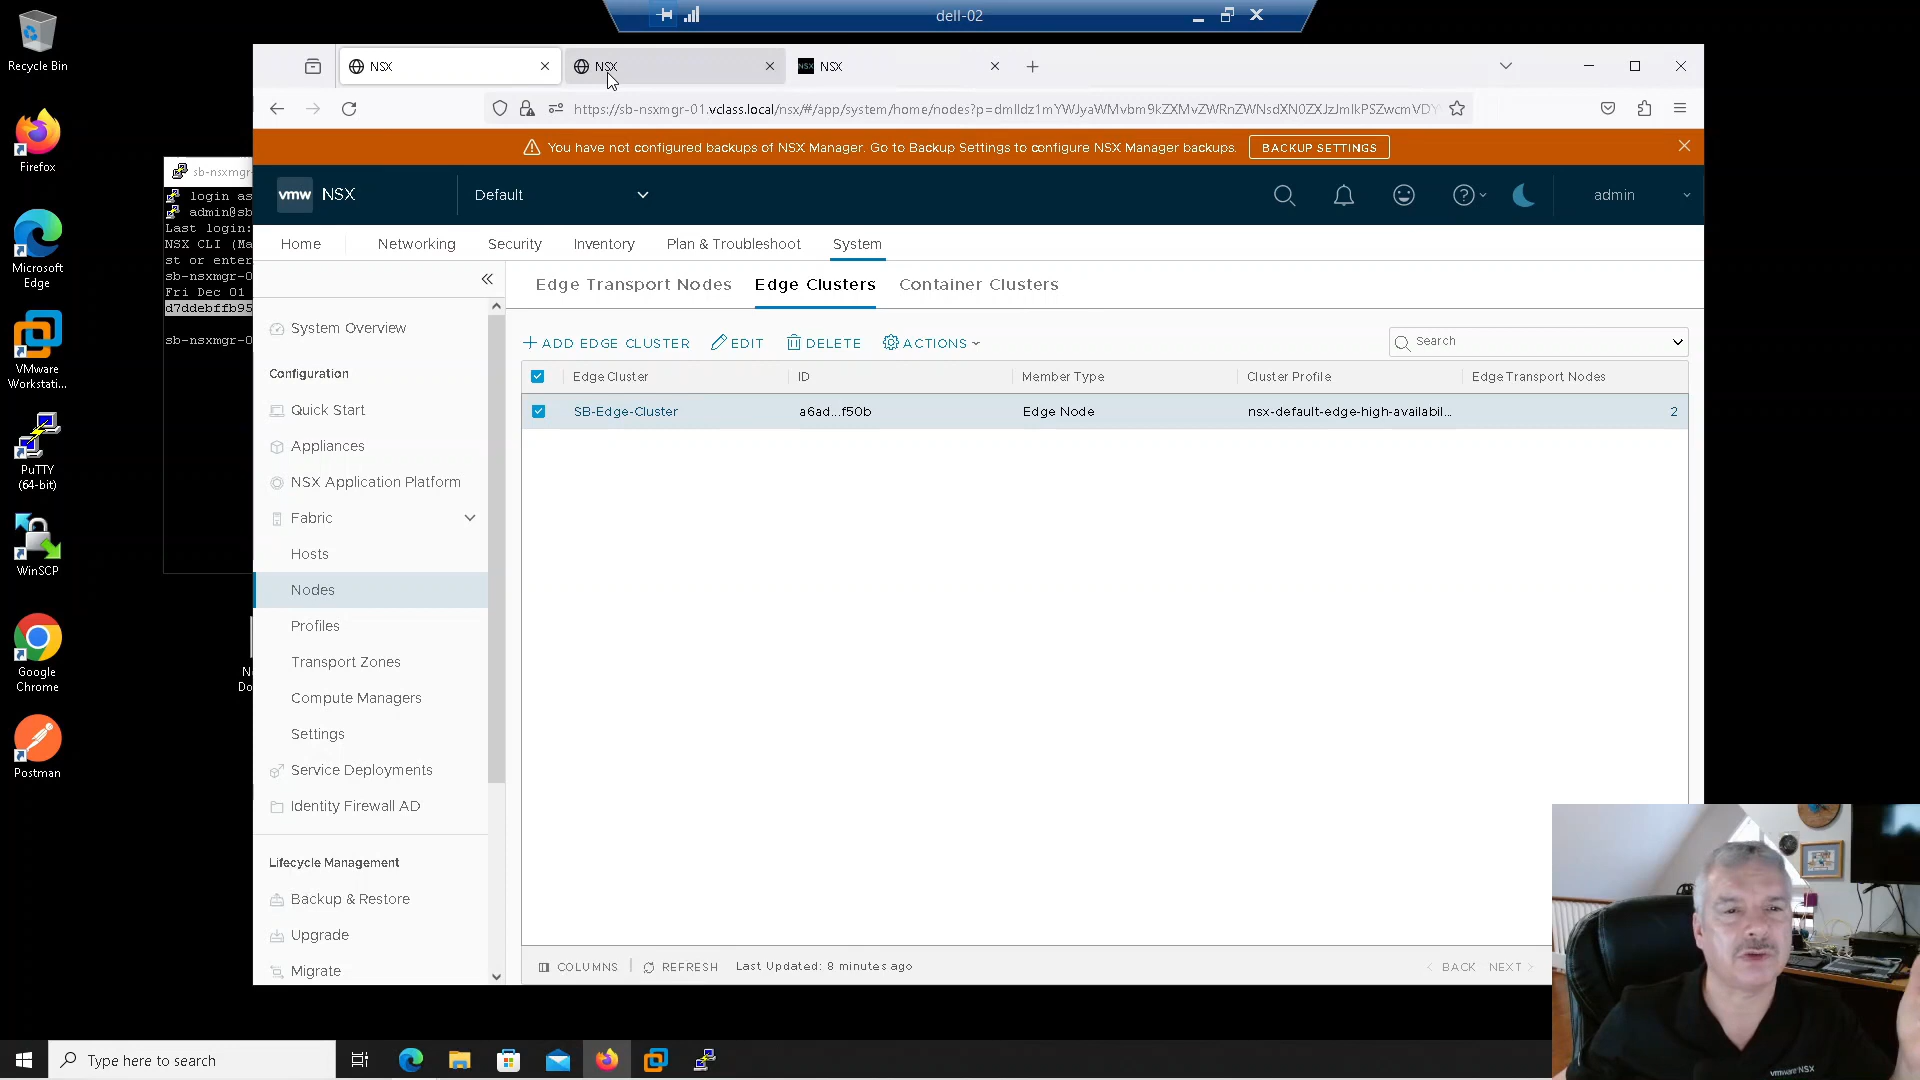 dell-02
Recycle Bin
Firefox
Microsoft
Edge
VMware
Workstati...
PuTTY
(64-bit)
WinSCP
Google
Chrome
Postman
sb-nsxmgr-
login as
admin@sb
Last login:
NSX CLI (Ma
st or enter
sb-nsxmgr-0
Fri Dec 01
d7ddebffb95
sb-nsxmgr-0
NSX
NSX
NSX NSX
https://sb-nsxmgr-01.vclass.local/nsx/#/app/system/home/nodes?p=dmlldz1mYWJyaWMvbm9kZXMvZWRnZWNsdXN0ZXJzJmlkPSZwcmVDY
You have not configured backups of NSX Manager. Go to Backup Settings to configure NSX Manager backups. BACKUP SETTINGS
vmw NSX Default admin
Home Networking Security Inventory Plan & Troubleshoot System
System Overview
Configuration
Quick Start
Appliances
NSX Application Platform
Fabric
Hosts
Nodes
Profiles
Transport Zones
Compute Managers
Settings
Service Deployments
Identity Firewall AD
Lifecycle Management
Backup & Restore
Upgrade
Migrate
Edge Transport Nodes Edge Clusters Container Clusters
ADD EDGE CLUSTER EDIT DELETE ACTIONS Search
Edge Cluster ID Member Type Cluster Profile Edge Transport Nodes
SB-Edge-Cluster a6ad...f50b Edge Node nsx-default-edge-high-availabil... 2
COLUMNS REFRESH Last Updated: 8 minutes ago BACK NEXT
Type here to search
vmware NSX